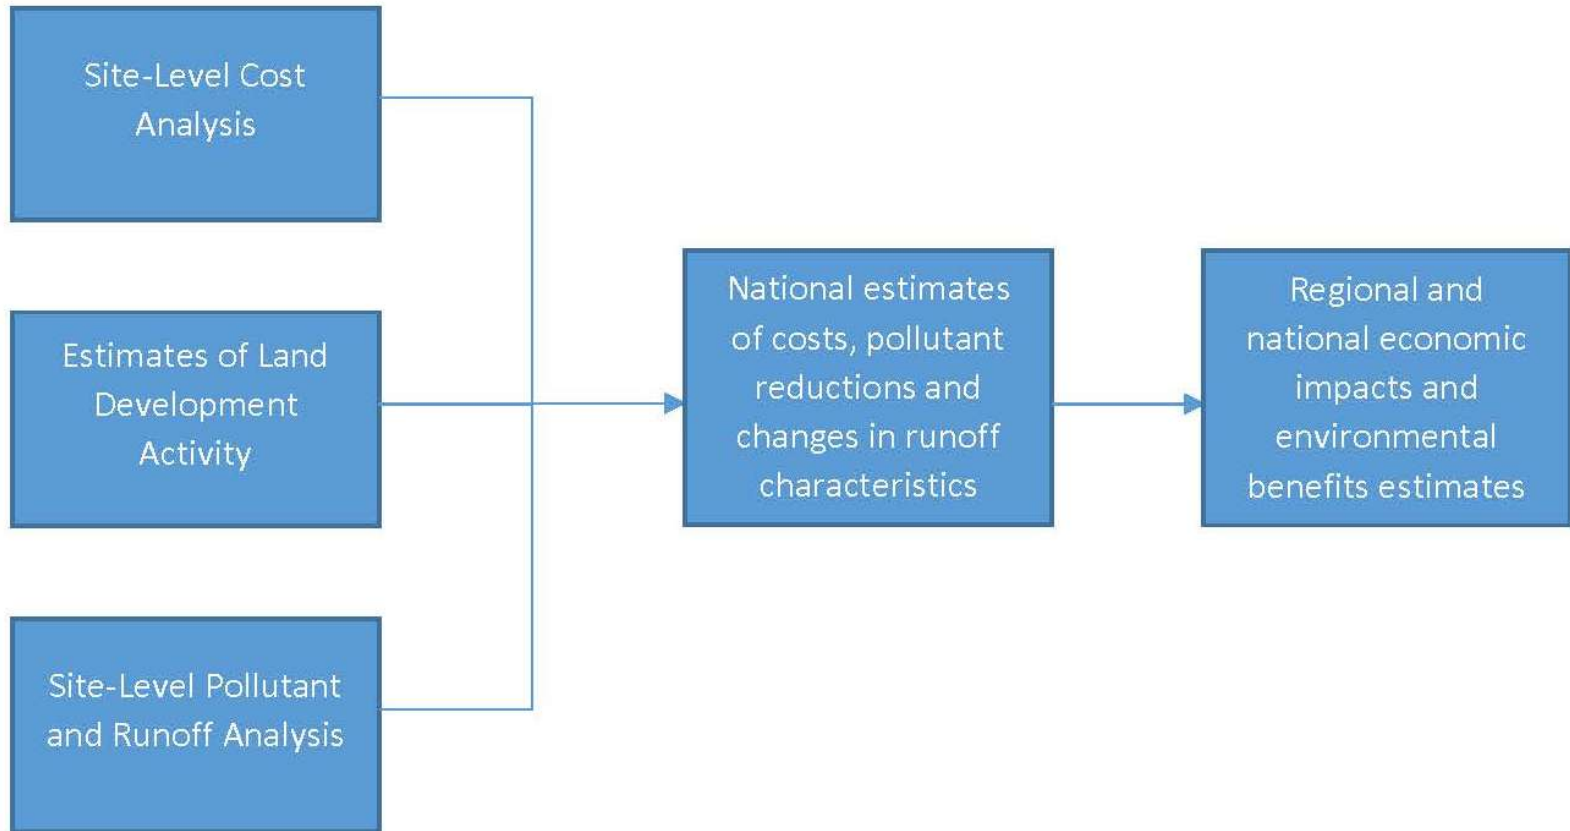 Site-Level Cost
Analysis
Estimates of Land
Development
Activity
Site-Level Pollutant
and Runoff Analysis
National estimates
of costs, pollutant
reductions and
changes in runoff
characteristics
Regional and
national economic
impacts and
environmental
benefits estimates